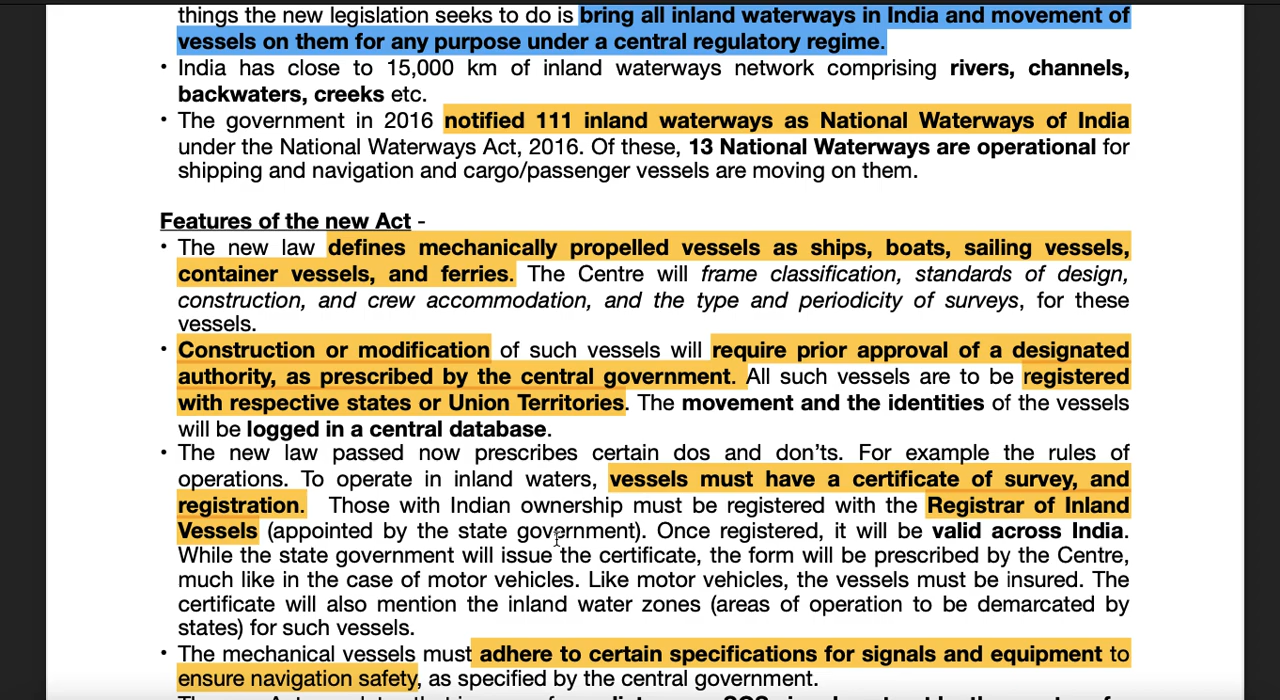 things the new legislation seeks to do is bring all inland waterways in India and movement of
vessels on them for any purpose under a central regulatory regime.
• India has close to 15,000 km of inland waterways network comprising rivers, channels,
backwaters, creeks etc.
• The government in 2016 notified 111 inland waterways as National Waterways of India
under the National Waterways Act, 2016. Of these, 13 National Waterways are operational for
shipping and navigation and cargo/passenger vessels are moving on them.
Features of the new Act -
• The new law defines mechanically propelled vessels as ships, boats, sailing vessels,
container vessels, and ferries. The Centre will frame classification, standards of design,
construction, and crew accommodation, and the type and periodicity of surveys, for these
vessels.
• Construction or modification of such vessels will require prior approval of a designated
authority, as prescribed by the central government. All such vessels are to be registered
with respective states or Union Territories. The movement and the identities of the vessels
will be logged in a central database.
• The new law passed now prescribes certain dos and don'ts. For example the rules of
operations. To operate in inland waters, vessels must have a certificate of survey, and
registration. Those with Indian ownership must be registered with the Registrar of Inland
Vessels (appointed by the state government). Once registered, it will be valid across India.
While the state government will issue the certificate, the form will be prescribed by the Centre,
much like in the case of motor vehicles. Like motor vehicles, the vessels must be insured. The
certificate will also mention the inland water zones (areas of operation to be demarcated by
states) for such vessels.
• The mechanical vessels must adhere to certain specifications for signals and equipment to
ensure navigation safety, as specified by the central government.